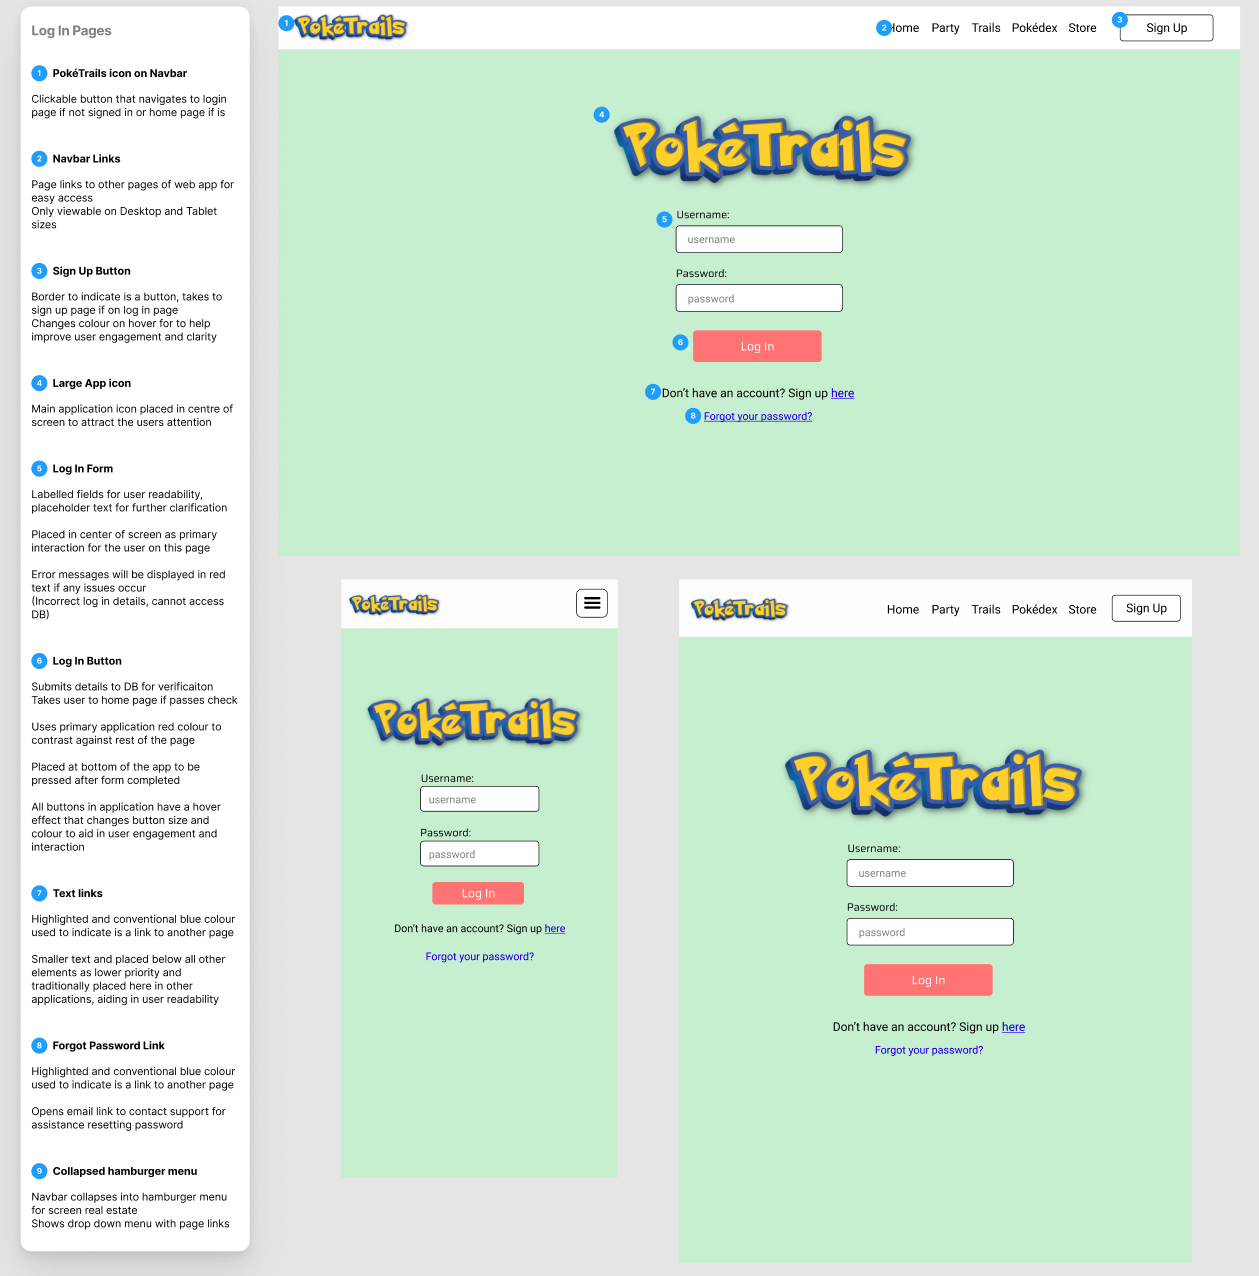 Log In Pages
1 PokéTrails icon on Navbar
Clickable button that navigates to login
page if not signed in or home page if is
2 Navbar Links
Page links to other pages of web app for
easy access
Only viewable on Desktop and Tablet
sizes
3 Sign Up Button
Border to indicate is a button, takes to
sign up page if on log in page
Changes colour on hover for to help
improve user engagement and clarity
4 Large App icon
Main application icon placed in centre of
screen to attract the users attention
5 Log In Form
Labelled fields for user readability,
placeholder text for further clarification
Placed in center of screen as primary
interaction for the user on this page
Error messages will be displayed in red
text if any issues occur
(Incorrect log in details, cannot access
DB)
6 Log In Button
Submits details to DB for verificaiton
Takes user to home page if passes check
Uses primary application red colour to
contrast against rest of the page
Placed at bottom of the app to be
pressed after form completed
All buttons in application have a hover
effect that changes button size and
colour to aid in user engagement and
interaction
7 Text links
Highlighted and conventional blue colour
used to indicate is a link to another page
Smaller text and placed below all other
elements as lower priority and
traditionally placed here in other
applications, aiding in user readability
8 Forgot Password Link
Highlighted and conventional blue colour
used to indicate is a link to another page
Opens email link to contact support for
assistance resetting password
9 Collapsed hamburger menu
Navbar collapses into hamburger menu
for screen real estate
Shows drop down menu with page links
1 PokéTrails 2 Home Party Trails Pokédex Store 3 Sign Up
4 PokéTrails
5 Username:
username
Password:
password
6 Log In
7 Don't have an account? Sign up here
8 Forgot your password?
PokéTrails
PokéTrails
Username:
username
Password:
password
Log In
Don't have an account? Sign up here
Forgot your password?
PokéTrails Home Party Trails Pokédex Store Sign Up
PokéTrails
Username:
username
Password:
password
Log In
Don't have an account? Sign up here
Forgot your password?